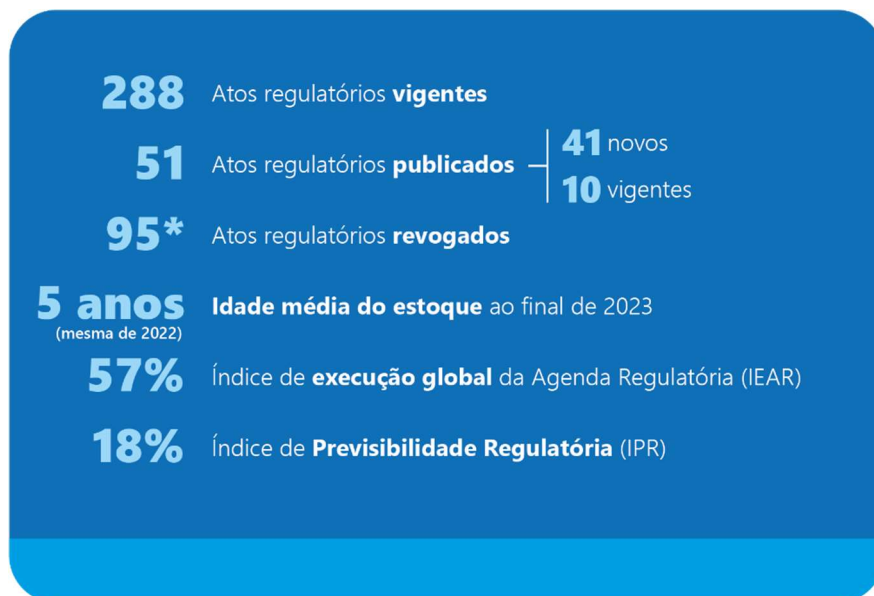 288 Atos regulatórios vigentes
51 Atos regulatórios publicados
41 novos
10 vigentes
95* Atos regulatórios revogados
5 anos Idade média do estoque ao final de 2023
(mesma de 2022)
57% Índice de execução global da Agenda Regulatória (IEAR)
18% Índice de Previsibilidade Regulatória (IPR)